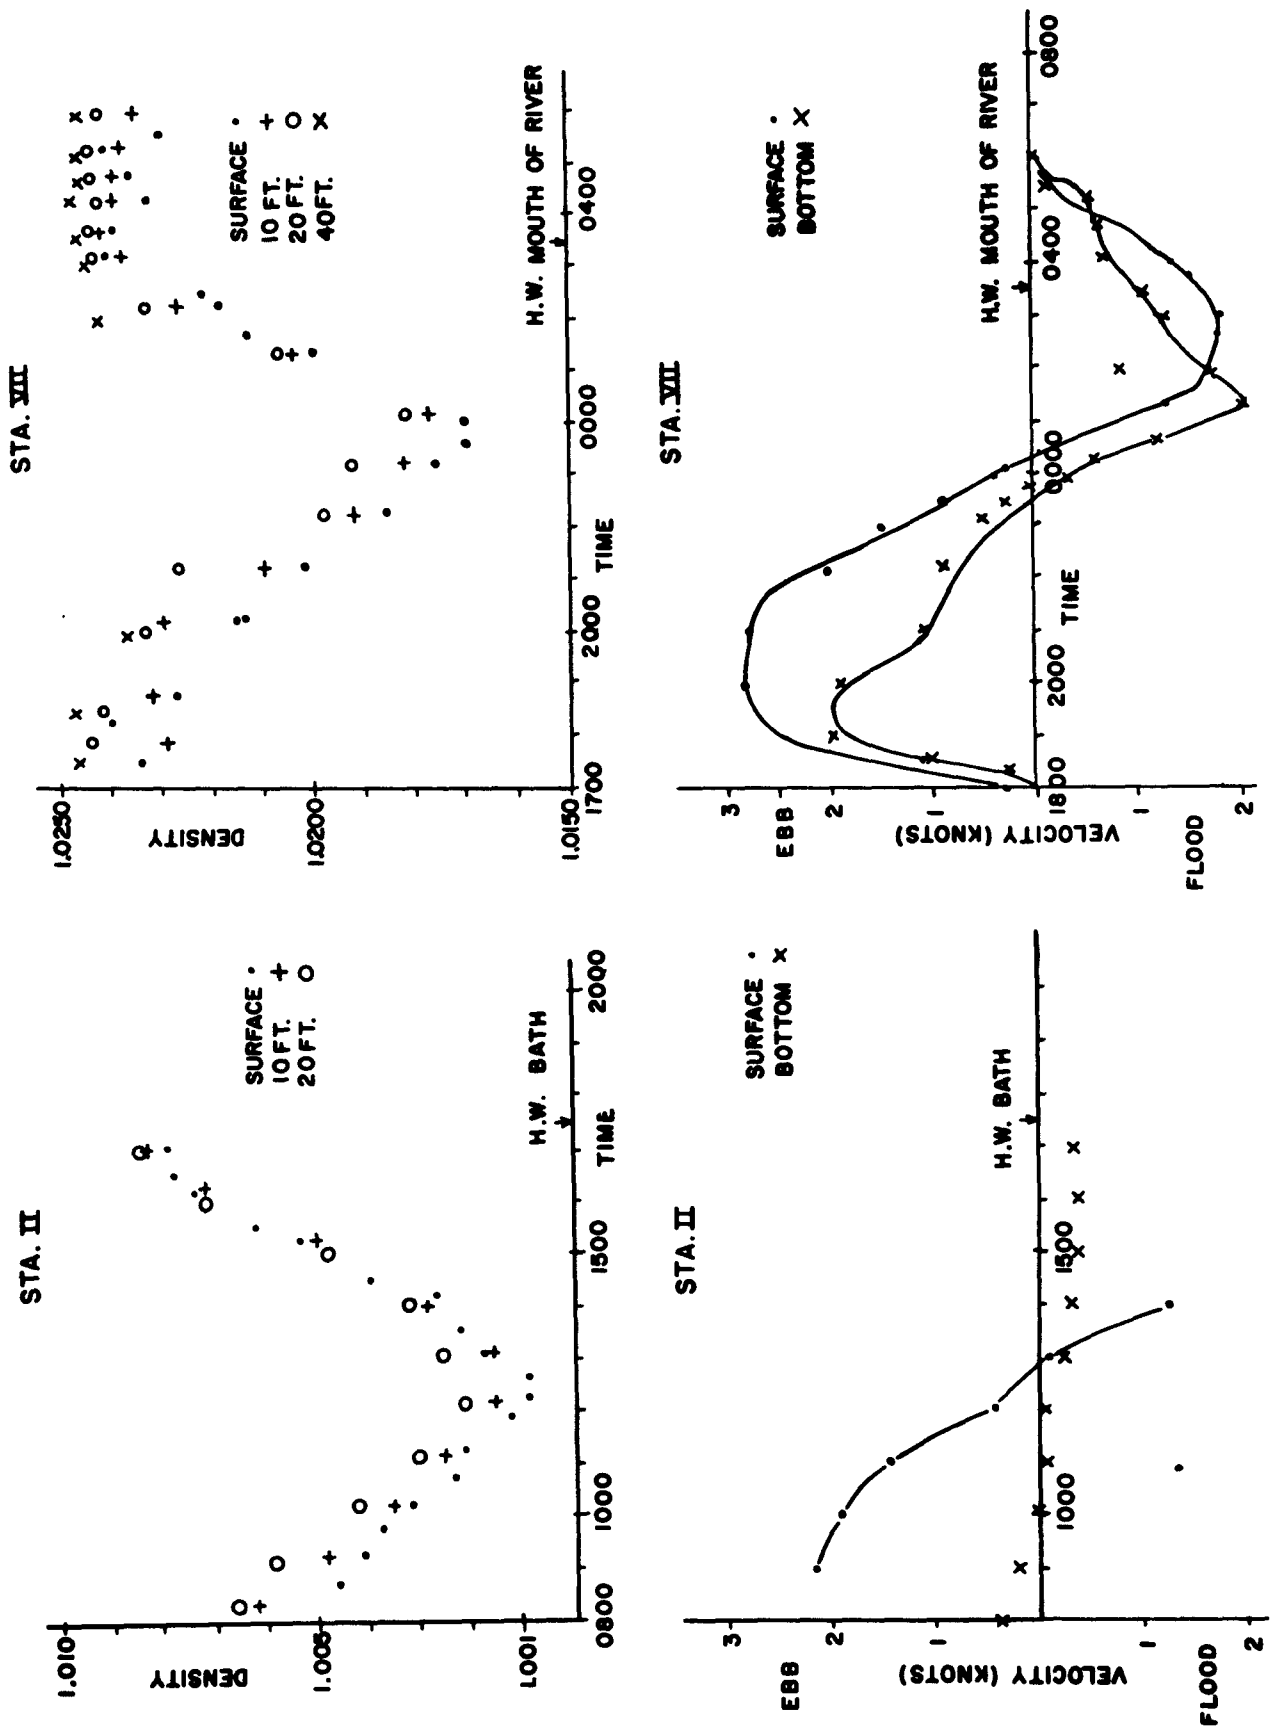 STA. II
1.010
1.005
1.001
DENSITY
SURFACE •
10 FT. +
20 FT. O
H.W. BATH
0800
1000
1500
TIME
2000
STA. VII
1.0250
1.0200
1.0150
DENSITY
SURFACE •
10 FT. +
20 FT. O
40 FT. X
H.W. MOUTH OF RIVER
1700
2000
TIME
0000
0400
STA. II
3
EBB
2
1
1
2
FLOOD
VELOCITY (KNOTS)
SURFACE •
BOTTOM X
H.W. BATH
1000
1500
STA. VII
3
EBB
2
1
1
2
FLOOD
VELOCITY (KNOTS)
SURFACE •
BOTTOM X
H.W. MOUTH OF RIVER
1800
2000
TIME
0000
0400
0800